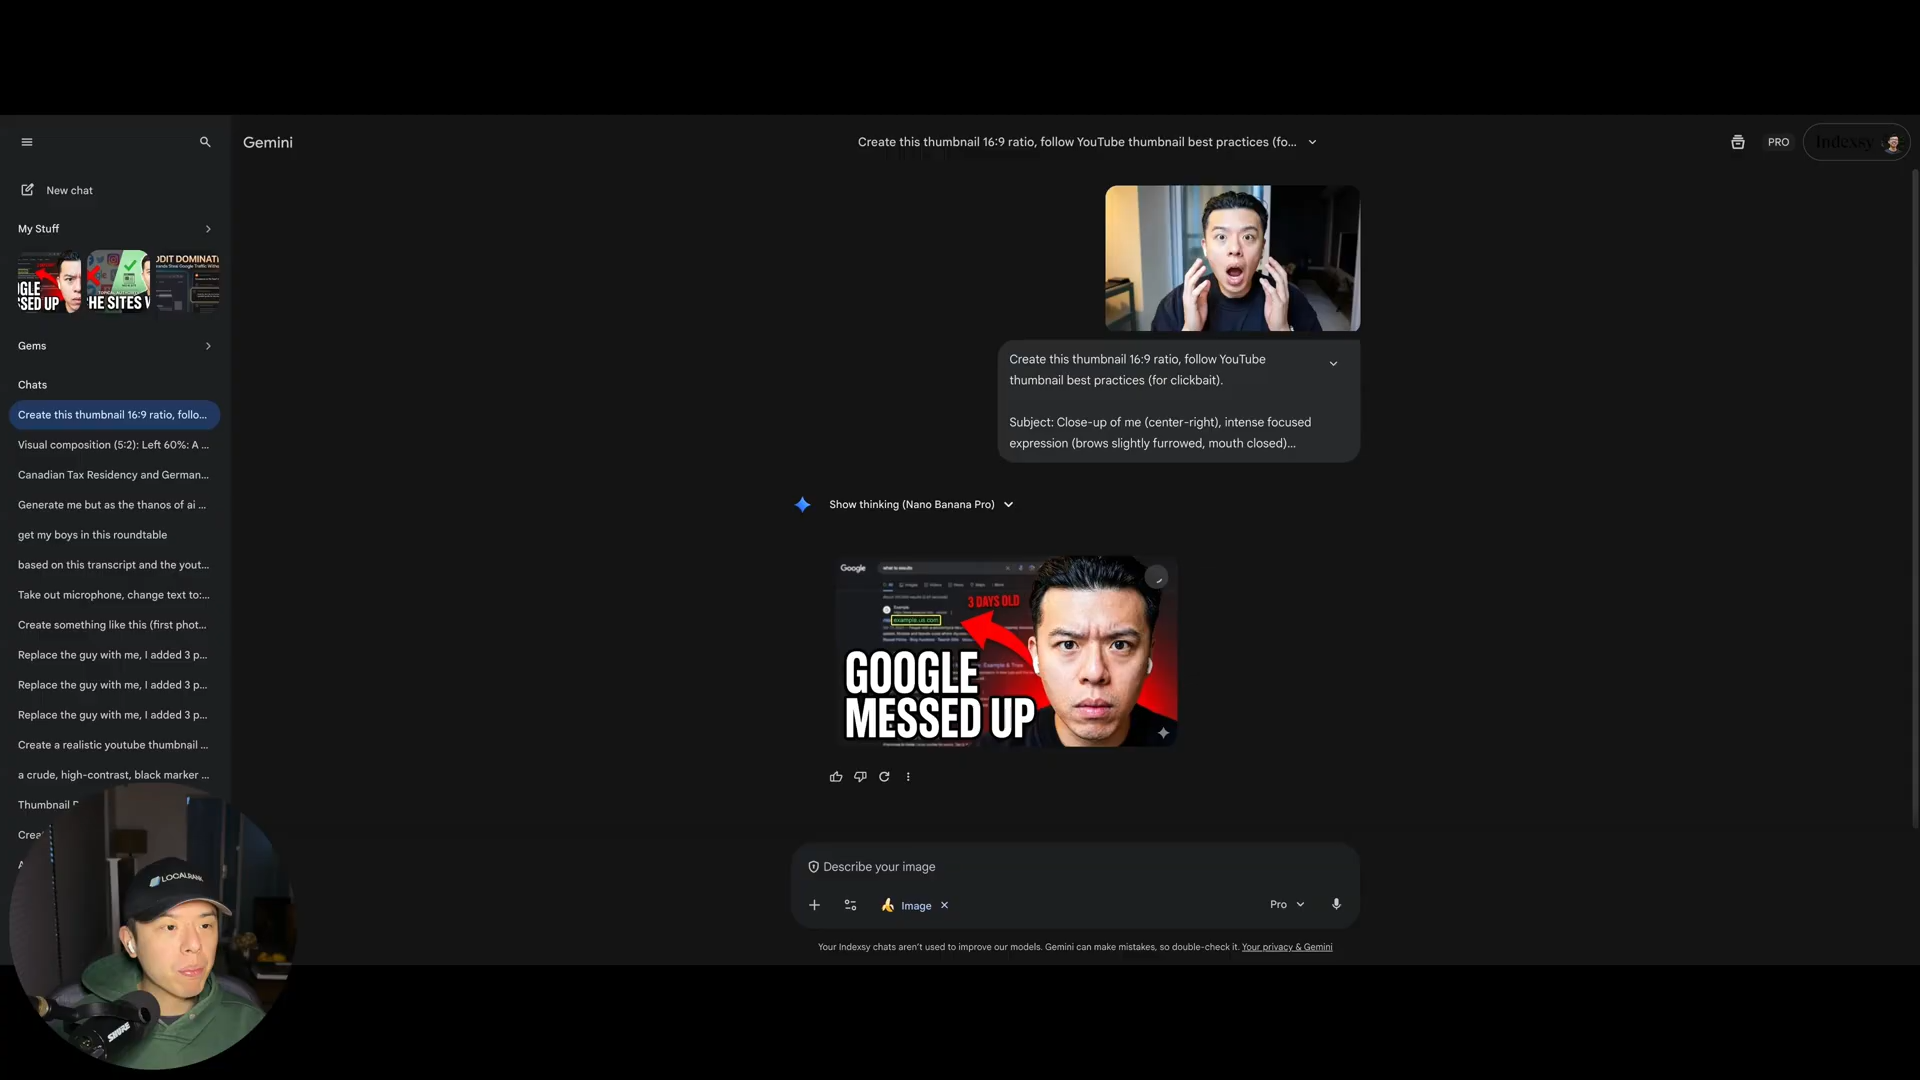 Gemini
Create this thumbnail 16:9 ratio, follow YouTube thumbnail best practices (fo...
PRO
Indexsy
New chat
My Stuff
Gems
Chats
Create this thumbnail 16:9 ratio, follo...
Visual composition (5:2): Left 60%: A ...
Canadian Tax Residency and German...
Generate me but as the thanos of ai ...
get my boys in this roundtable
based on this transcript and the yout...
Take out microphone, change text to:...
Create something like this (first phot...
Replace the guy with me, I added 3 p...
Replace the guy with me, I added 3 p...
Replace the guy with me, I added 3 p...
Create a realistic youtube thumbnail ...
a crude, high-contrast, black marker ...
Thumbnail
Create this thumbnail 16:9 ratio, follow YouTube
thumbnail best practices (for clickbait).
Subject: Close-up of me (center-right), intense focused
expression (brows slightly furrowed, mouth closed)...
Show thinking (Nano Banana Pro)
Google
3 DAYS OLD
example.us.com
GOOGLE
MESSED UP
Describe your image
Image
Pro
Your Indexsy chats aren't used to improve our models. Gemini can make mistakes, so double-check it. Your privacy & Gemini
SHURE